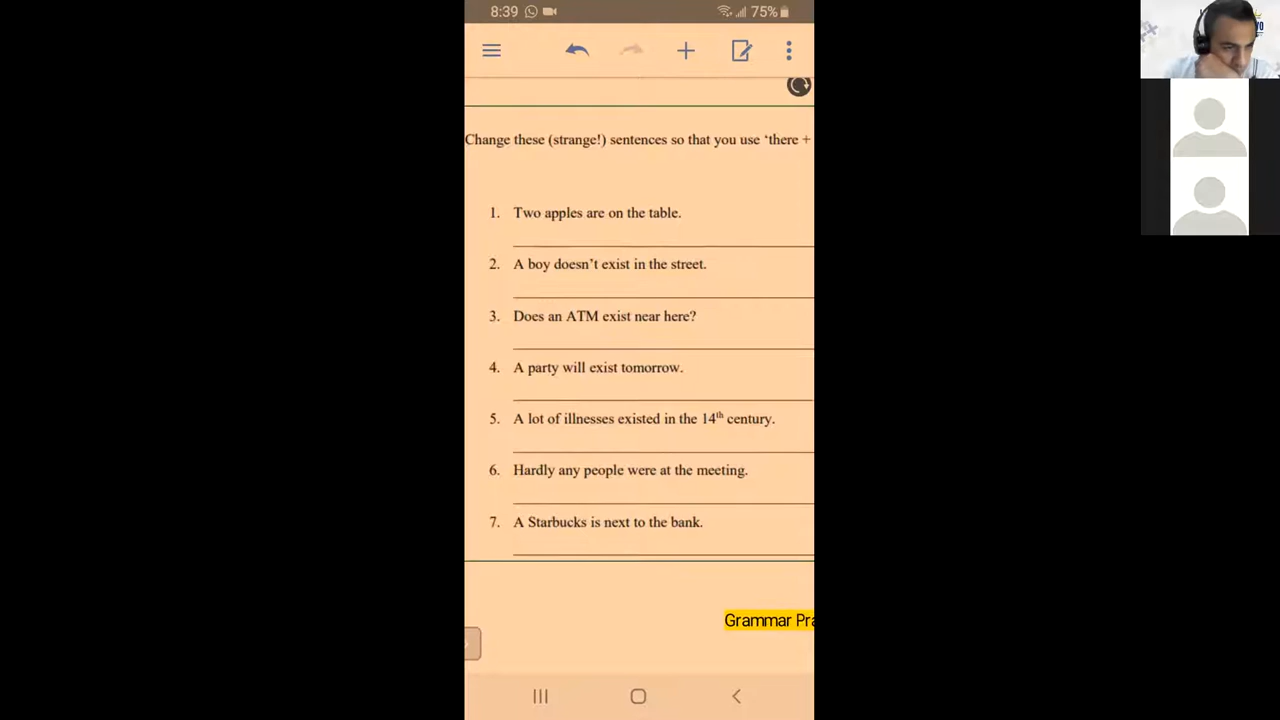 8:39
75%
Change these (strange!) sentences so that you use ‘there +
1. Two apples are on the table.
2. A boy doesn’t exist in the street.
3. Does an ATM exist near here?
4. A party will exist tomorrow.
5. A lot of illnesses existed in the 14th century.
6. Hardly any people were at the meeting.
7. A Starbucks is next to the bank.
Grammar Pra